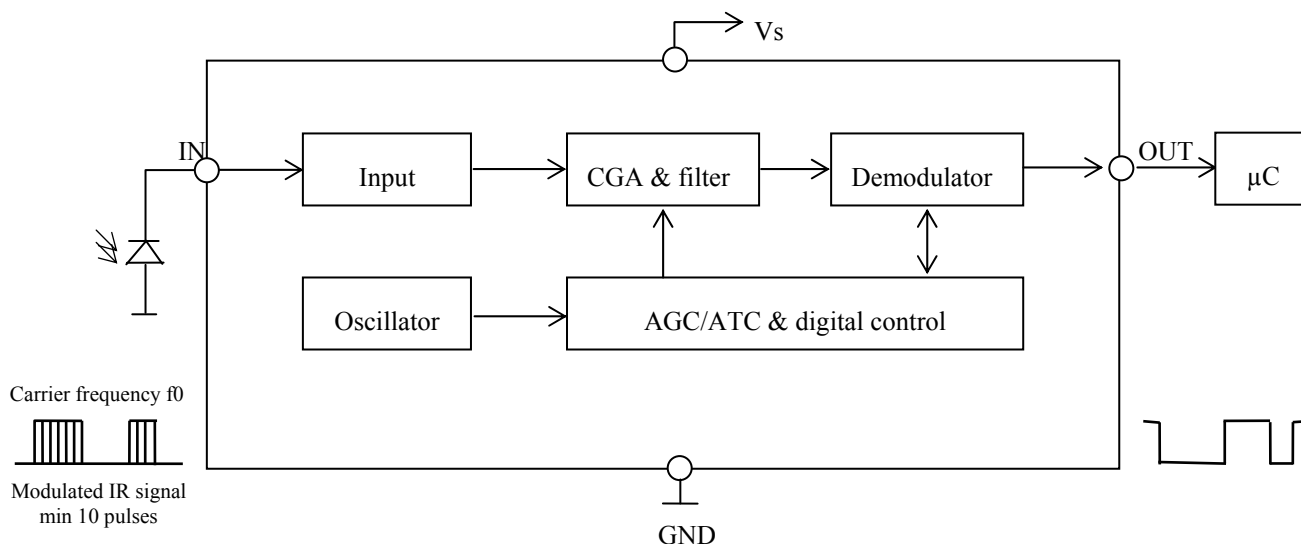 Vs
IN
OUT
Input
CGA & filter
Demodulator
µC
Oscillator
AGC/ATC & digital control
Carrier frequency f0
Modulated IR signal
min 10 pulses
GND